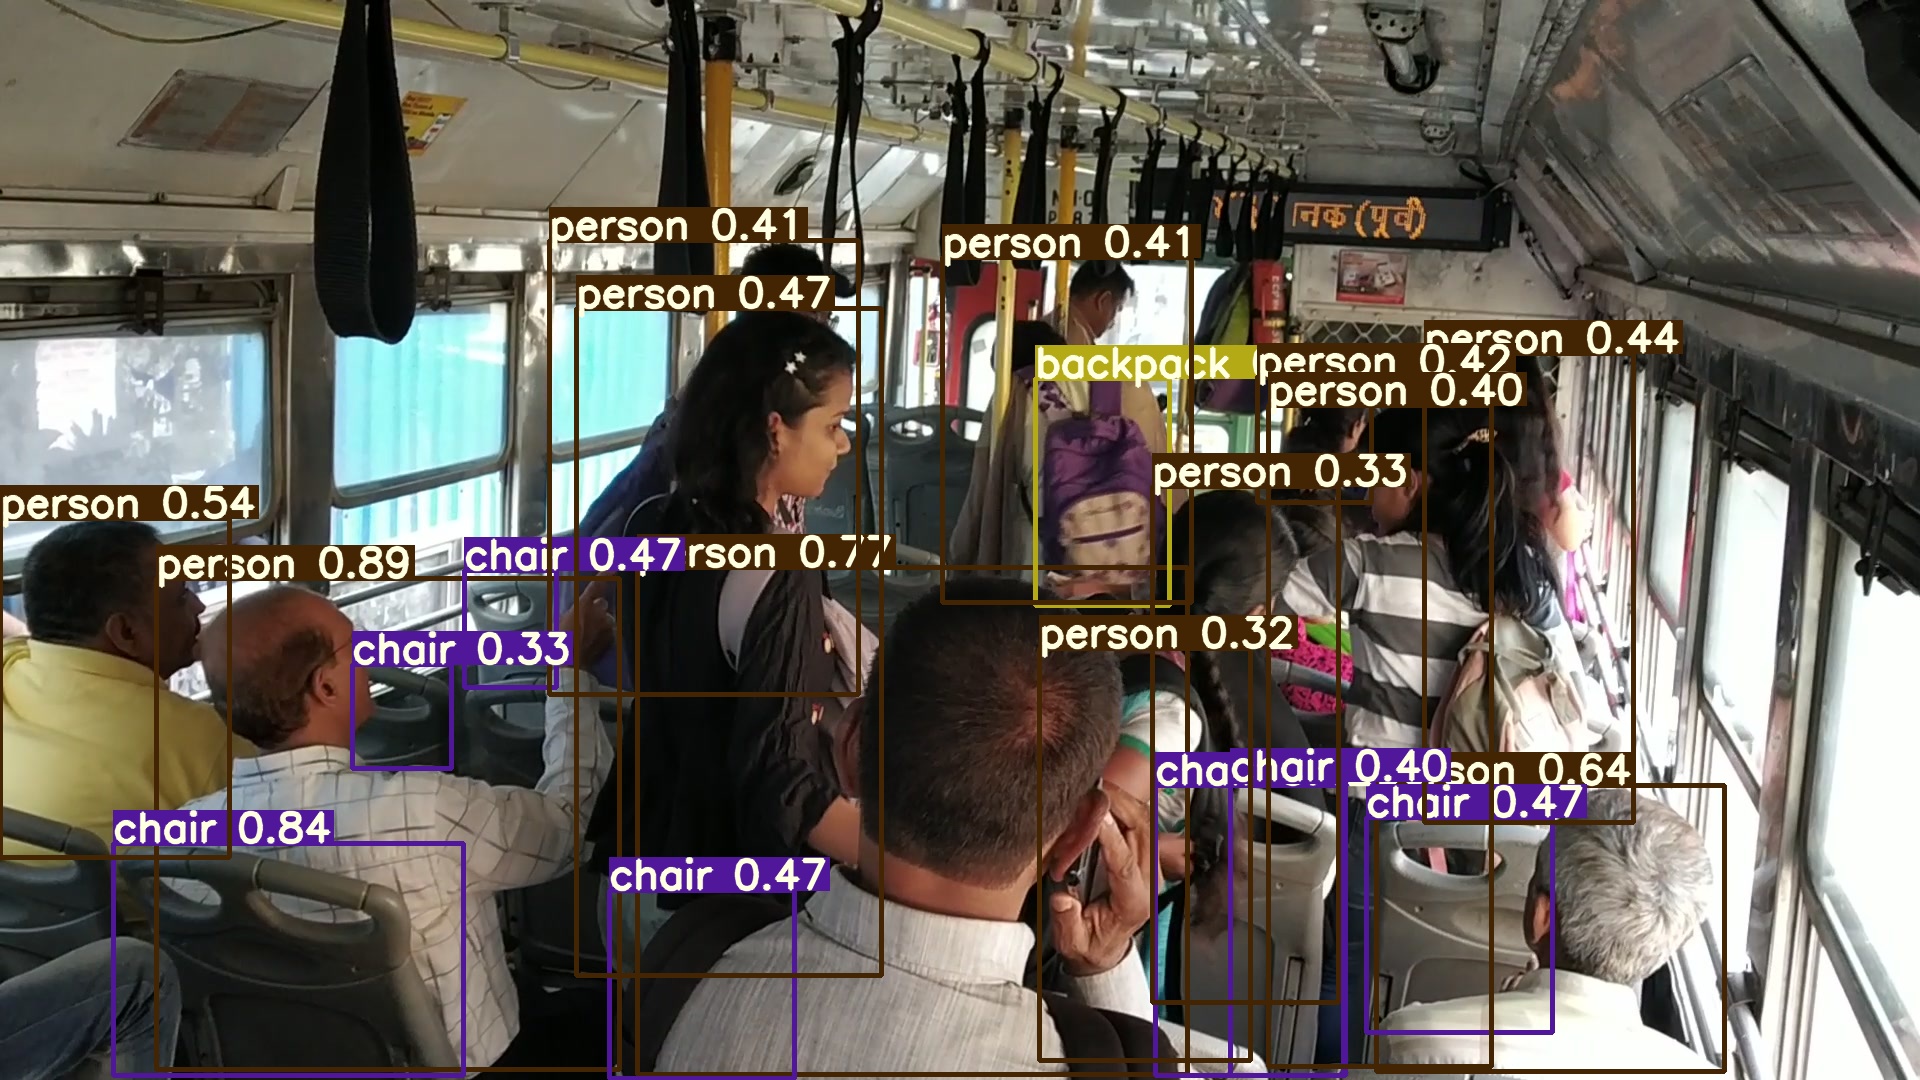 person 0.41
person 0.41
नक(पूर्व)
person 0.47
person 0.44
backpack
person 0.42
person 0.40
person 0.33
person 0.54
person 0.89
chair 0.47
rson 0.77
chair 0.33
person 0.32
chair 0.40
son 0.64
chair 0.47
chair 0.84
chair 0.47